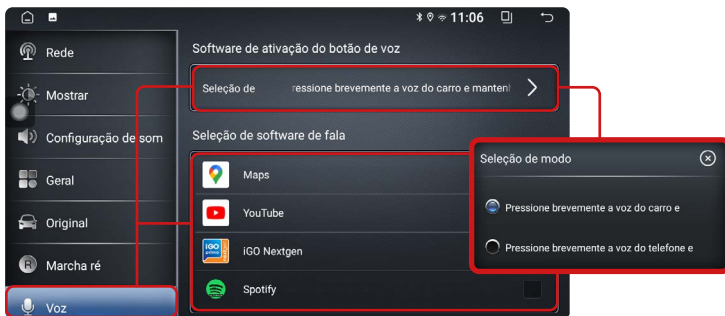 11:06
Rede
Mostrar
Configuração de som
Geral
Original
R Marcha ré
Voz
Software de ativação do botão de voz
Seleção de ressione brevemente a voz do carro e manten
Seleção de software de fala
Maps
YouTube
iGO Nextgen
Spotify
Seleção de modo
Pressione brevemente a voz do carro e
Pressione brevemente a voz do telefone e